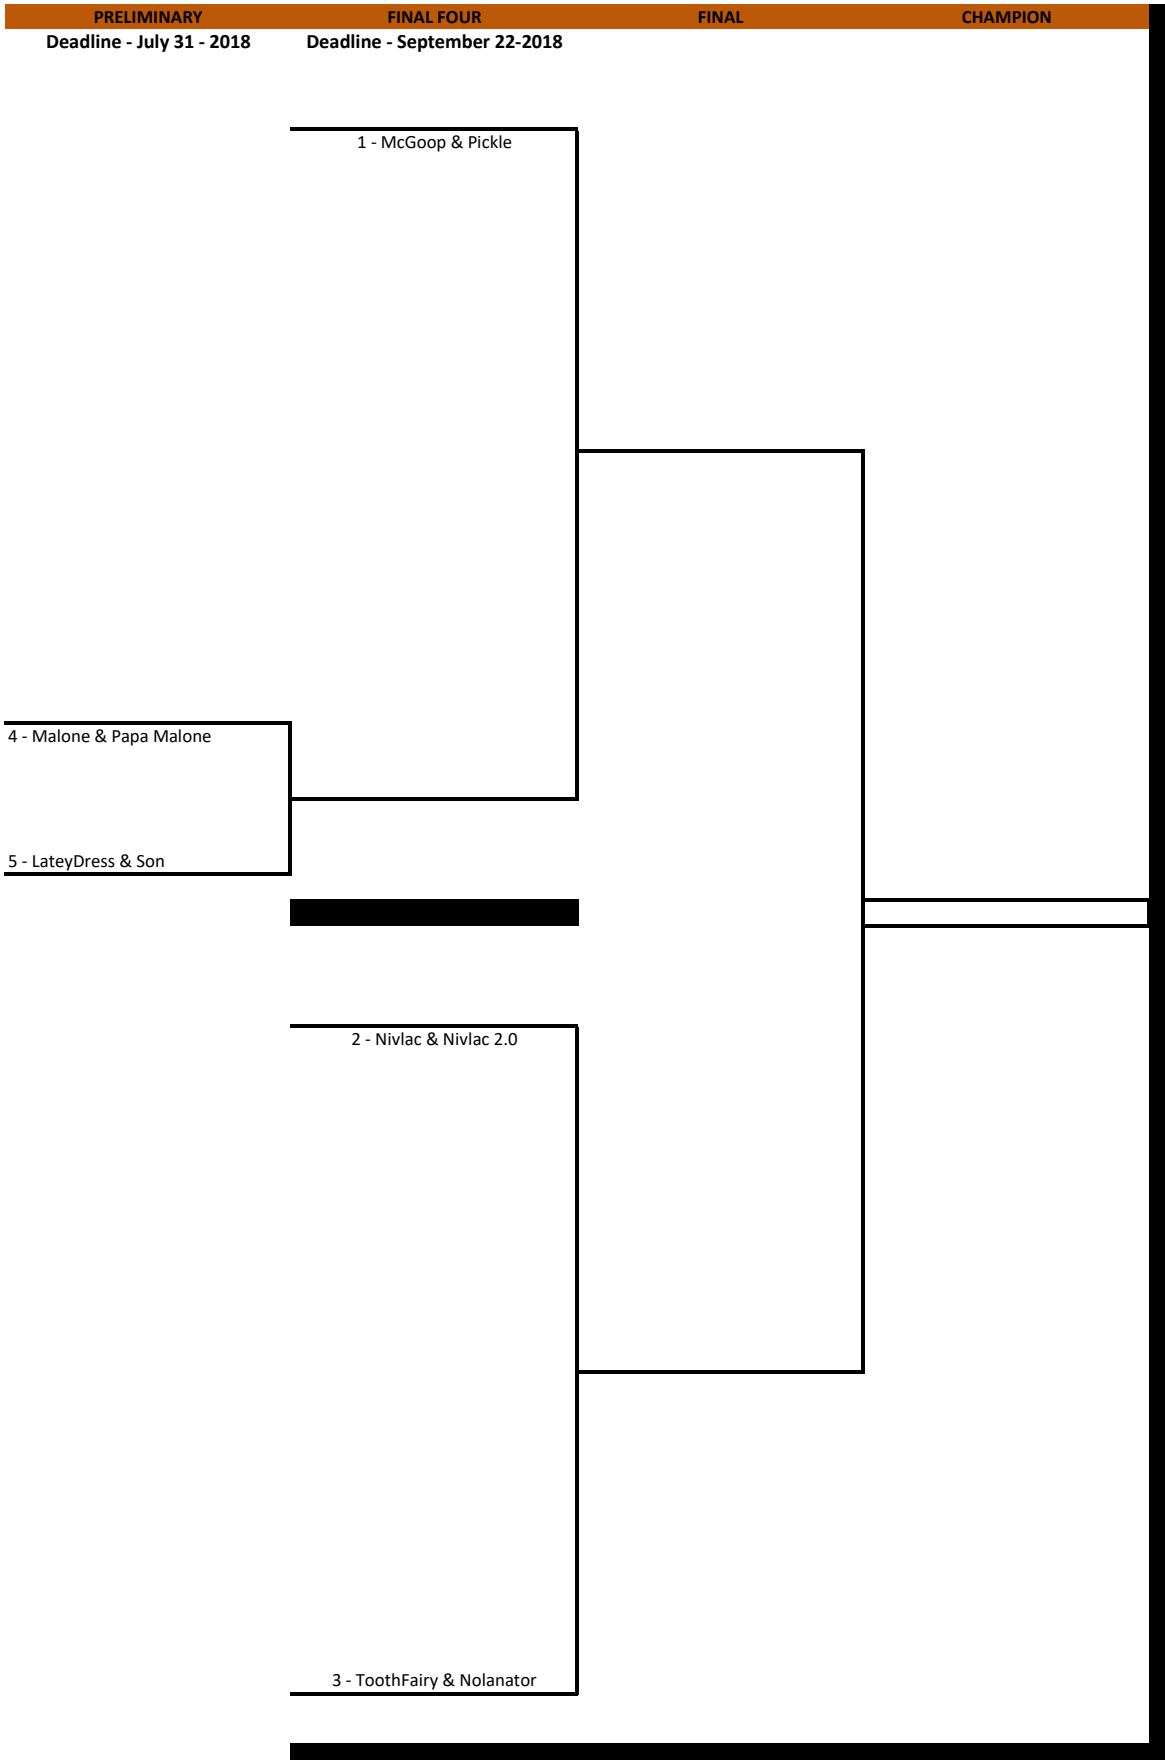 PRELIMINARY FINAL FOUR FINAL CHAMPION
Deadline - July 31 - 2018 Deadline - September 22-2018
1 - McGoop & Pickle
4 - Malone & Papa Malone
5 - LateyDress & Son
2 - Nivlac & Nivlac 2.0
3 - ToothFairy & Nolanator